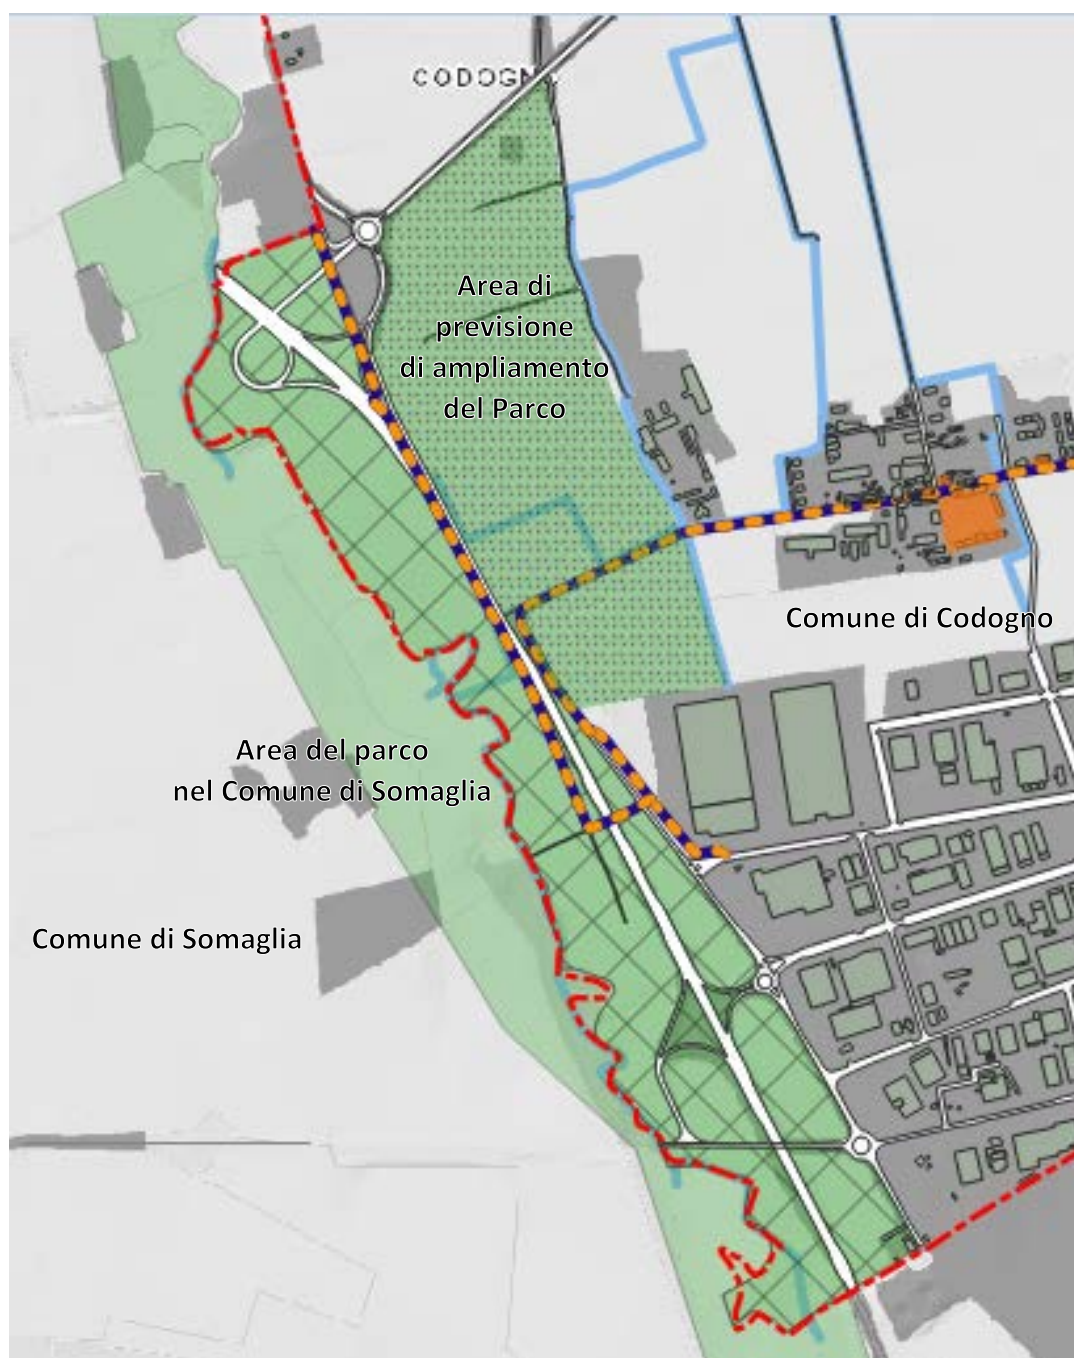 CODOGN
Area di
previsione
di ampliamento
del Parco
Comune di Codogno
Area del parco
nel Comune di Somaglia
Comune di Somaglia